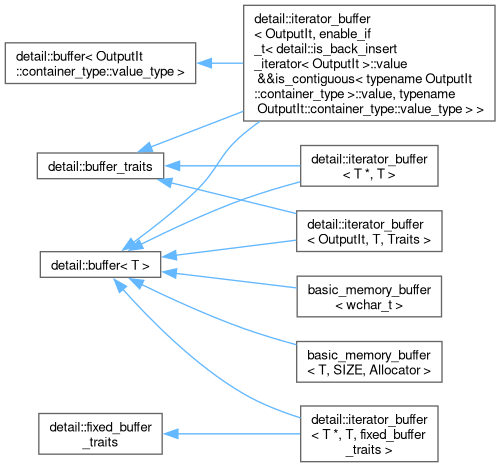 detail::iterator_buffer
< OutputIt, enable_if
_t< detail::is_back_insert
_iterator< OutputIt >::value
&&is_contiguous< typename OutputIt
::container_type >::value, typename
OutputIt::container_type::value_type > >
detail::buffer< OutputIt
::container_type::value_type >
detail::buffer_traits
detail::iterator_buffer
< T *, T >
detail::iterator_buffer
< OutputIt, T, Traits >
detail::buffer< T >
basic_memory_buffer
< wchar_t >
basic_memory_buffer
< T, SIZE, Allocator >
detail::fixed_buffer
_traits
detail::iterator_buffer
< T *, T, fixed_buffer
_traits >